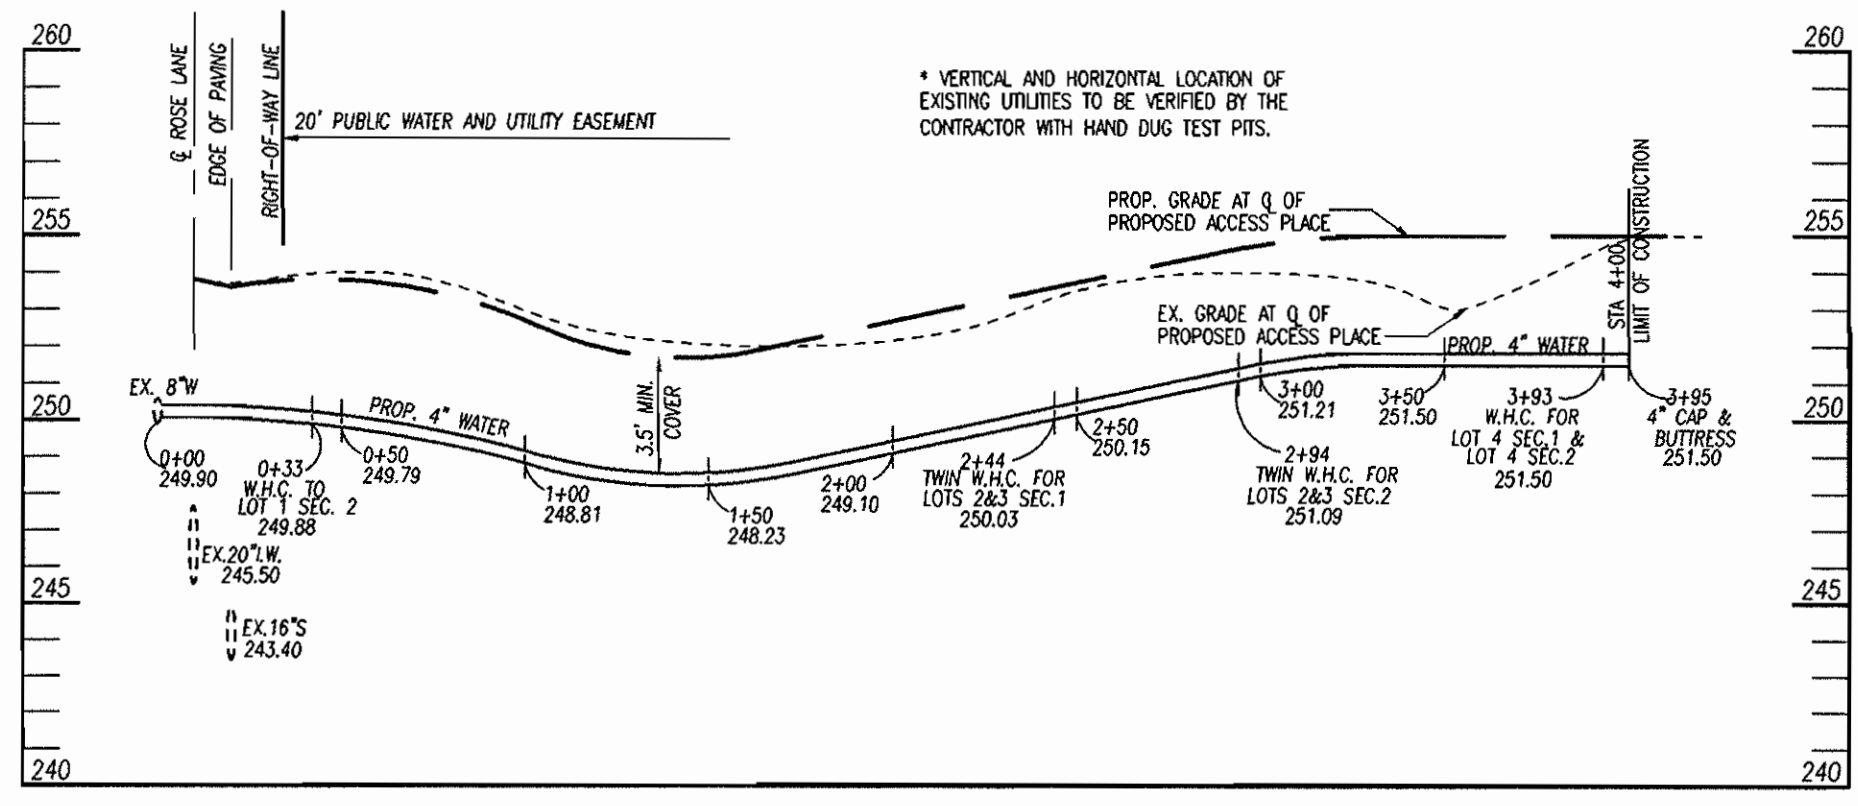 260
260
℄ ROSE LANE
EDGE OF PAVING
RIGHT-OF-WAY LINE
20' PUBLIC WATER AND UTILITY EASEMENT
* VERTICAL AND HORIZONTAL LOCATION OF
EXISTING UTILITIES TO BE VERIFIED BY THE
CONTRACTOR WITH HAND DUG TEST PITS.
PROP. GRADE AT ℄ OF
PROPOSED ACCESS PLACE
255
255
STA 4+00
LIMIT OF CONSTRUCTION
EX. GRADE AT ℄ OF
PROPOSED ACCESS PLACE
PROP. 4" WATER
EX. 8"W
PROP. 4" WATER
3.5' MIN.
COVER
250
250
0+00
249.90
0+33
W.H.C. TO
LOT 1 SEC. 2
249.88
0+50
249.79
1+00
248.81
1+50
248.23
2+00
249.10
2+44
TWIN W.H.C. FOR
LOTS 2&3 SEC.1
250.03
2+50
250.15
2+94
TWIN W.H.C. FOR
LOTS 2&3 SEC.2
251.09
3+00
251.21
3+50
251.50
3+93
W.H.C. FOR
LOT 4 SEC.1 &
LOT 4 SEC.2
251.50
3+95
4" CAP &
BUTTRESS
251.50
EX.20"I.W.
245.50
245
245
EX.16"S
243.40
240
240